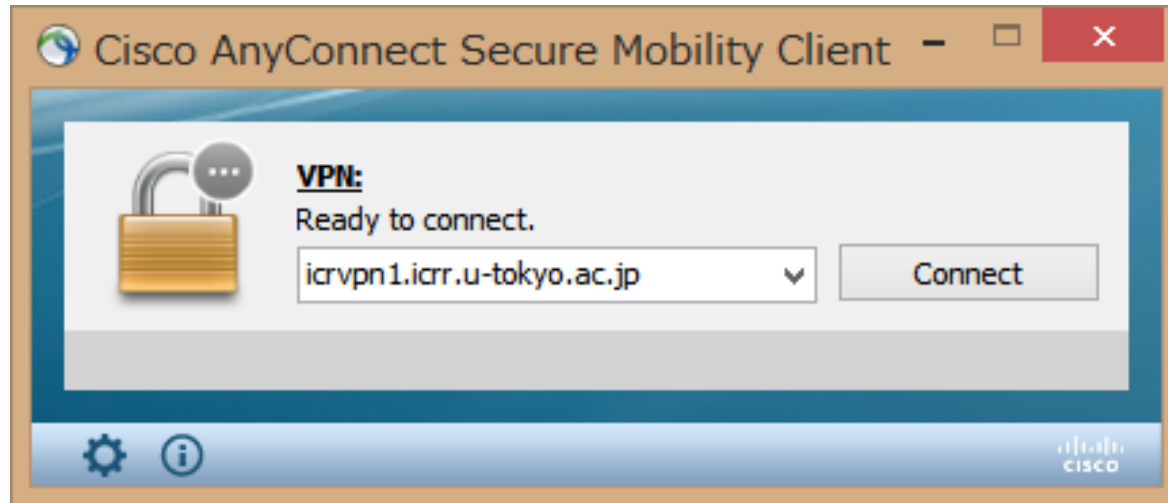 Cisco AnyConnect Secure Mobility Client
VPN:
Ready to connect.
icrvpn1.icrr.u-tokyo.ac.jp
Connect
CISCO